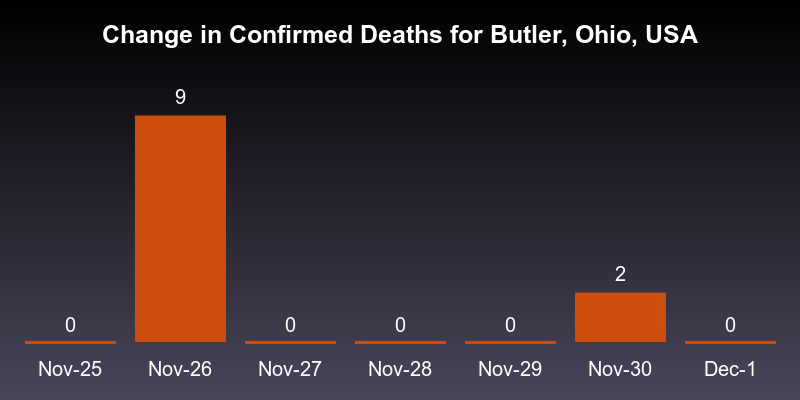 Change in Confirmed Deaths for Butler, Ohio, USA
9
2
0 0 0 0 0
Nov-25 Nov-26 Nov-27 Nov-28 Nov-29 Nov-30 Dec-1